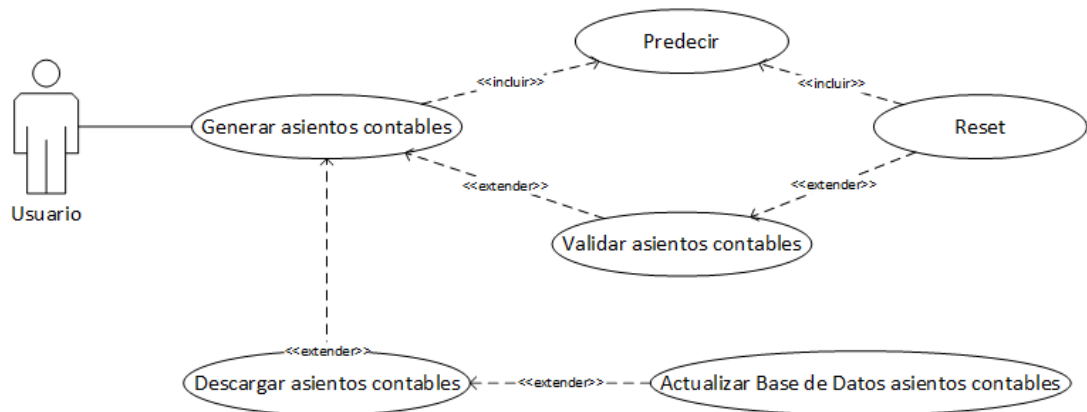 Predecir
<<incluir>>
<<incluir>>
Generar asientos contables
Reset
<<extender>>
<<extender>>
Usuario
Validar asientos contables
<<extender>>
Descargar asientos contables
<<extender>>
Actualizar Base de Datos asientos contables